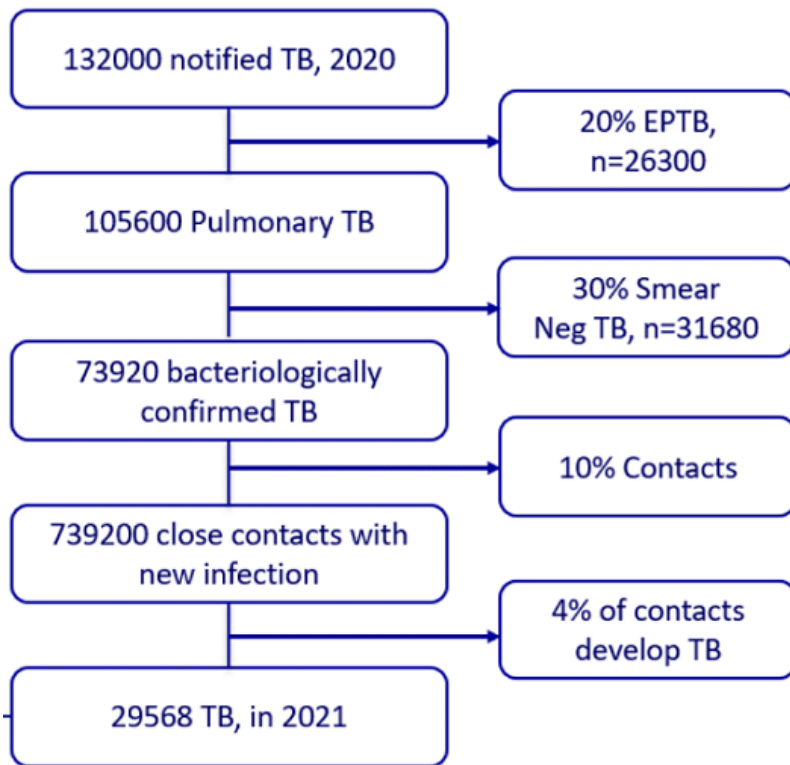 132000 notified TB, 2020
20% EPTB,
n=26300
105600 Pulmonary TB
30% Smear
Neg TB, n=31680
73920 bacteriologically
confirmed TB
10% Contacts
739200 close contacts with
new infection
4% of contacts
develop TB
29568 TB, in 2021